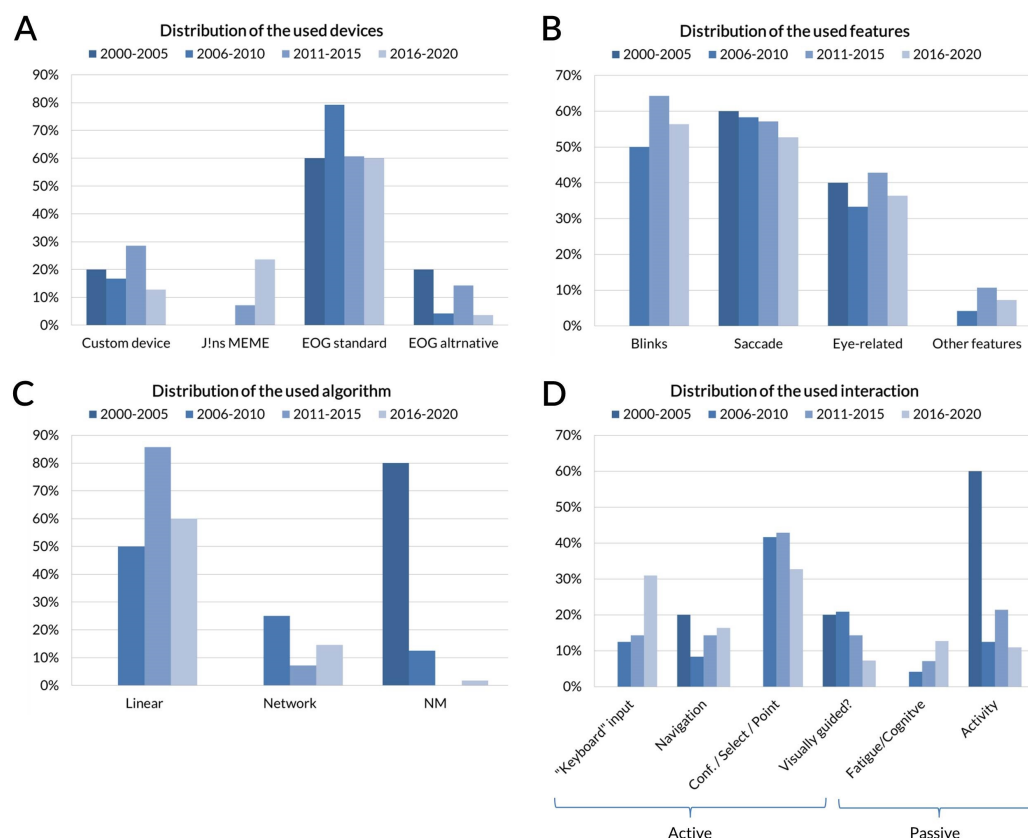 A
Distribution of the used devices
2000-2005 2006-2010 2011-2015 2016-2020
90%
80%
70%
60%
50%
40%
30%
20%
10%
0%
Custom device J!ns MEME EOG standard EOG altrnative
B
Distribution of the used features
2000-2005 2006-2010 2011-2015 2016-2020
70%
60%
50%
40%
30%
20%
10%
0%
Blinks Saccade Eye-related Other features
C
Distribution of the used algorithm
2000-2005 2006-2010 2011-2015 2016-2020
90%
80%
70%
60%
50%
40%
30%
20%
10%
0%
Linear Network NM
D
Distribution of the used interaction
2000-2005 2006-2010 2011-2015 2016-2020
70%
60%
50%
40%
30%
20%
10%
0%
"Keyboard" input
Navigation
Conf. / Select / Point
Visually guided?
Fatigue/Cognitve
Activity
Active Passive